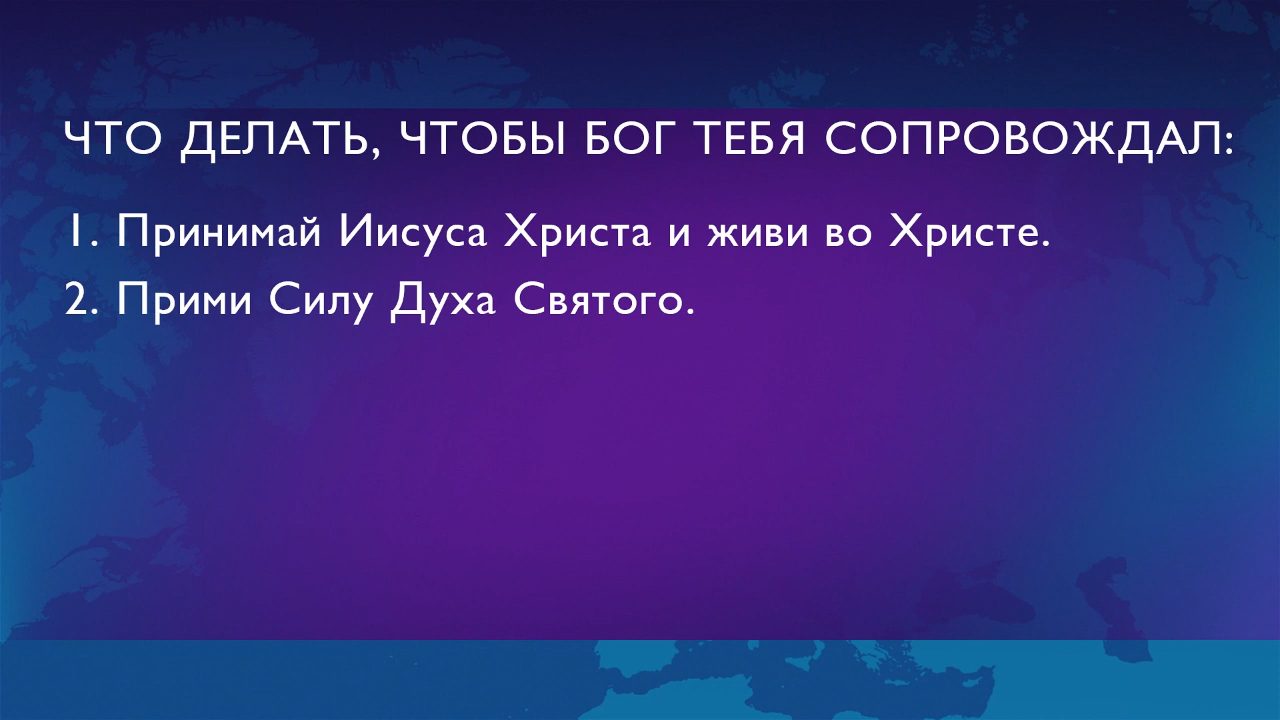 ЧТО ДЕЛАТЬ, ЧТОБЫ БОГ ТЕБЯ СОПРОВОЖДАЛ:
1. Принимай Иисуса Христа и живи во Христе.
2. Прими Силу Духа Святого.